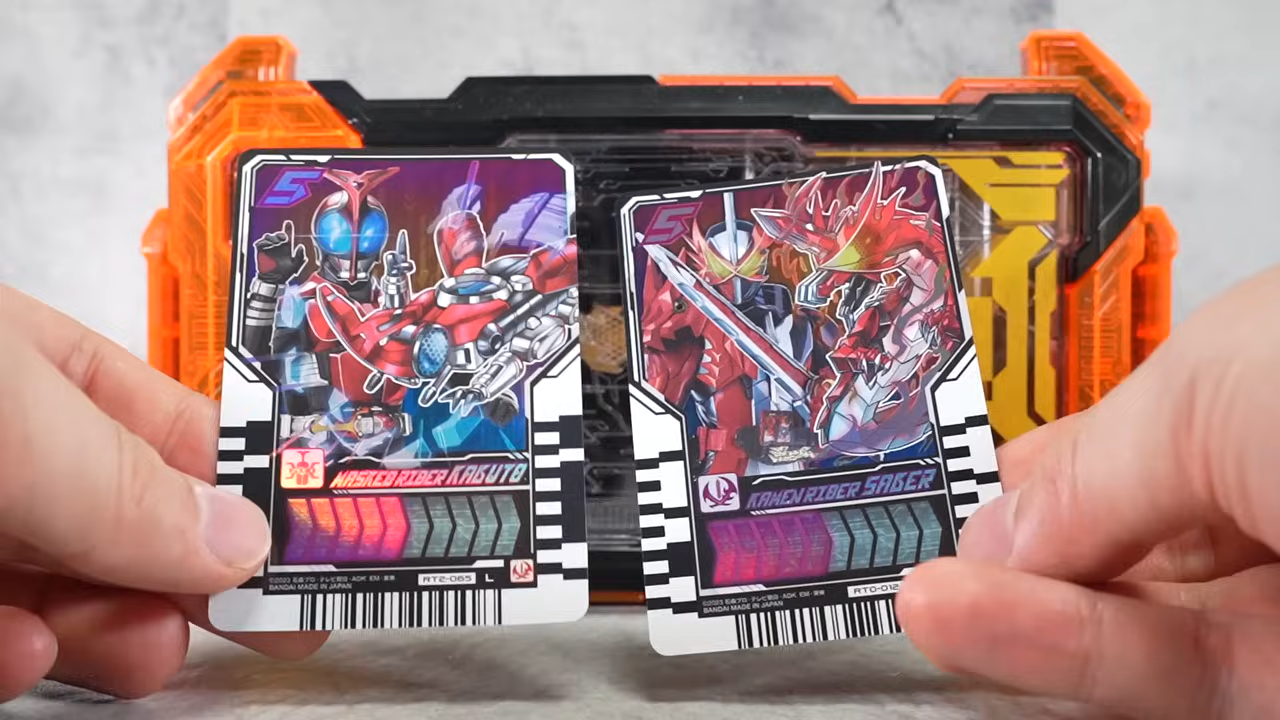 5
MASKED RIDER KABUTO
©2023 石森プロ・テレビ朝日・ADK EM・東映
BANDAI MADE IN JAPAN
RT2-065 L
5
KAMEN RIDER SABER
©2023 石森プロ・テレビ朝日・ADK EM・東映
BANDAI MADE IN JAPAN
RT0-012